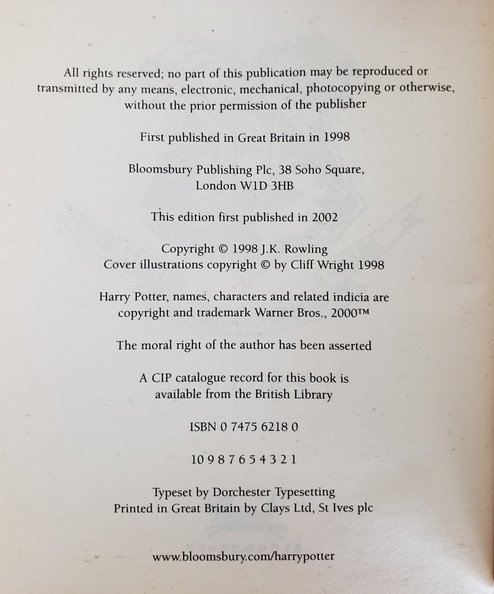 All rights reserved; no part of this publication may be reproduced or
transmitted by any means, electronic, mechanical, photocopying or otherwise,
without the prior permission of the publisher
First published in Great Britain in 1998
Bloomsbury Publishing Plc, 38 Soho Square,
London W1D 3HB
This edition first published in 2002
Copyright © 1998 J.K. Rowling
Cover illustrations copyright © by Cliff Wright 1998
Harry Potter, names, characters and related indicia are
copyright and trademark Warner Bros., 2000™
The moral right of the author has been asserted
A CIP catalogue record for this book is
available from the British Library
ISBN 0 7475 6218 0
10 9 8 7 6 5 4 3 2 1
Typeset by Dorchester Typesetting
Printed in Great Britain by Clays Ltd, St Ives plc
www.bloomsbury.com/harrypotter